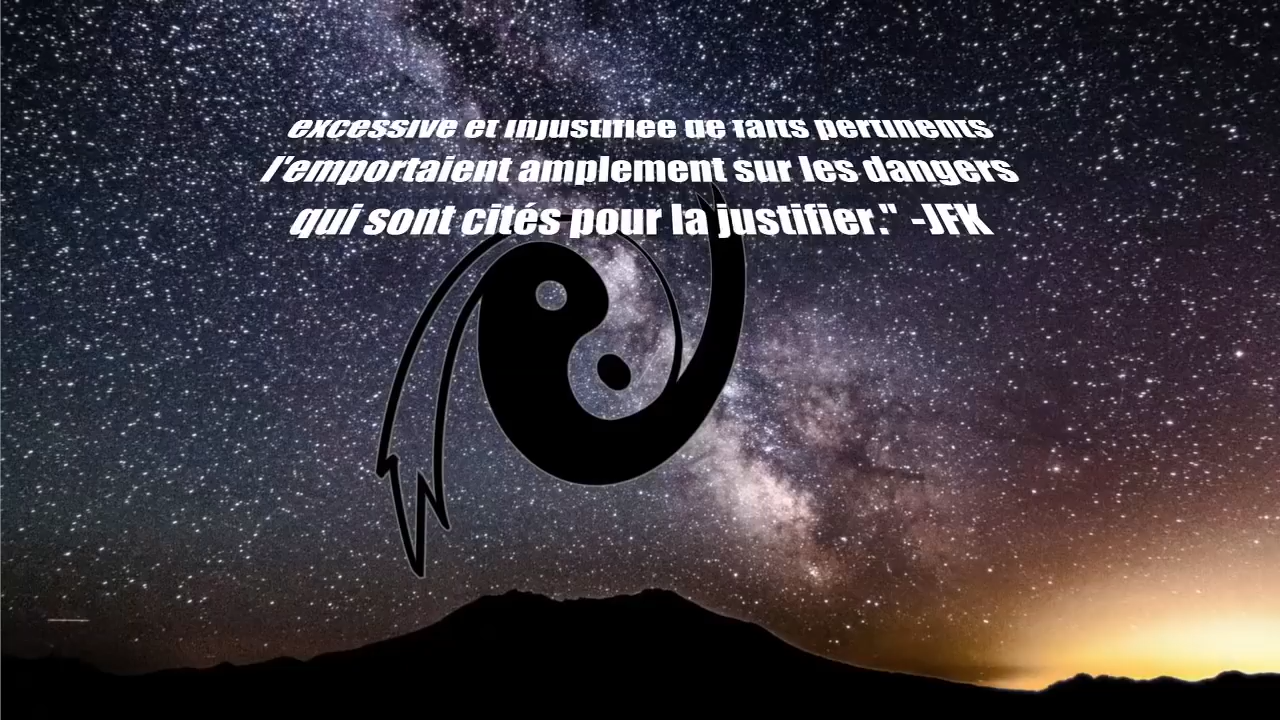 excessive et injustifiée de faits pertinents
l'emportaient amplement sur les dangers
qui sont cités pour la justifier." -JFK